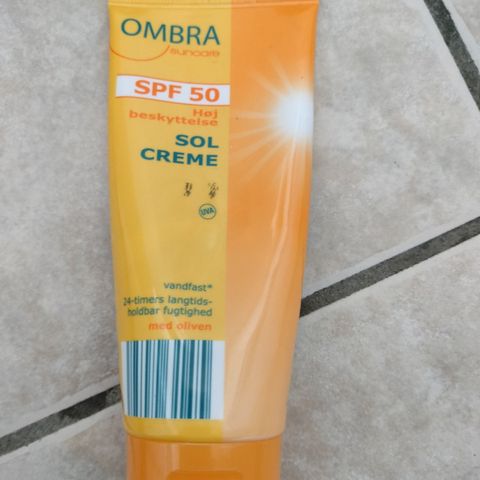 OMBRA
suncare
SPF 50
Høj
beskyttelse
SOL
CREME
UVA
vandfast*
24-timers langtids-
holdbar fugtighed
med oliven